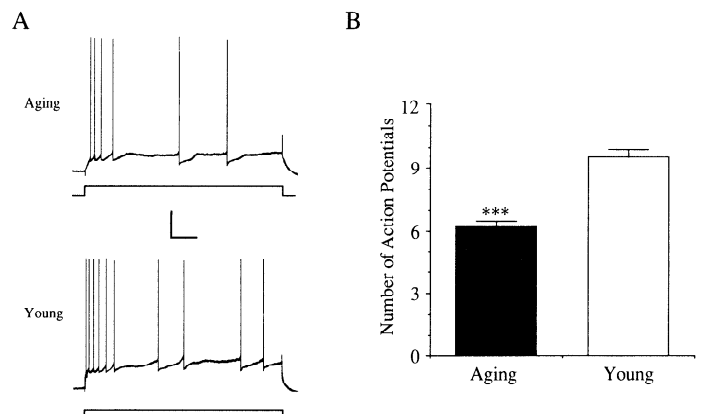 A
B
Aging
Young
Number of Action Potentials
12
9
6
3
0
***
Aging
Young